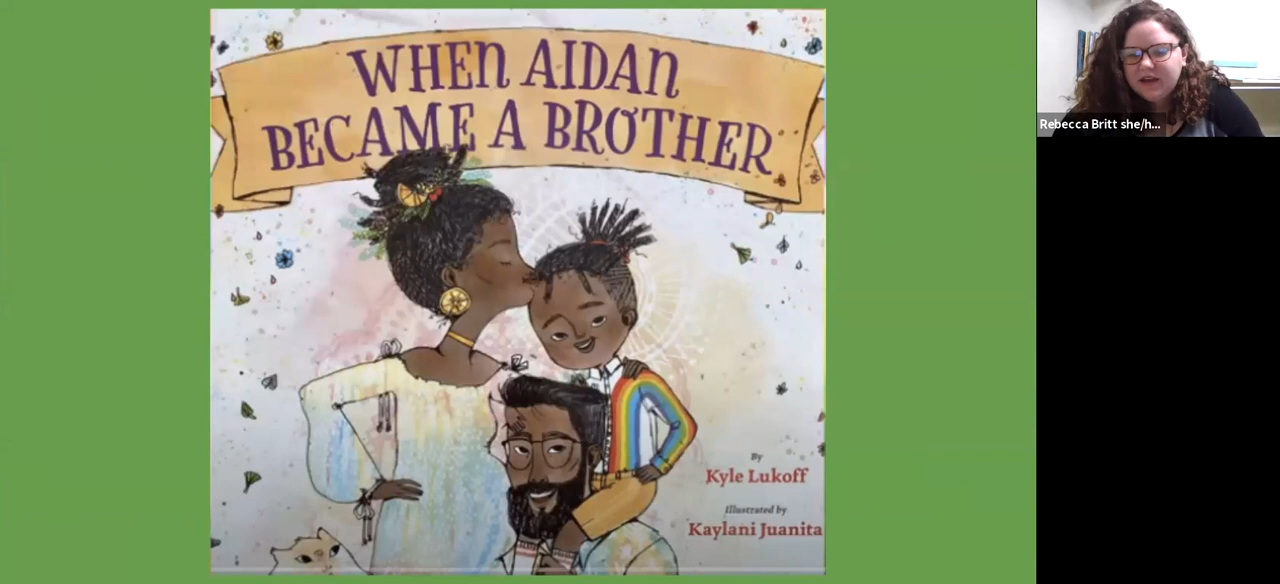 WHEN AIDAN
BECAME A BROTHER
By
Kyle Lukoff
Illustrated by
Kaylani Juanita
Rebecca Britt she/h...